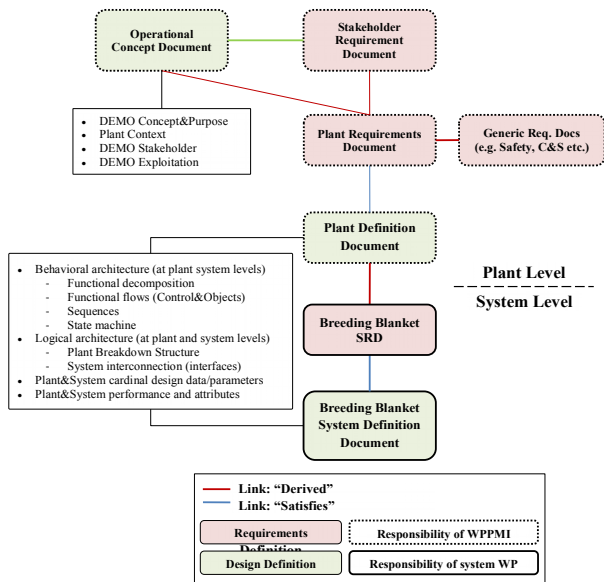 Operational
Concept Document
Stakeholder
Requirement
Document
• DEMO Concept&Purpose
• Plant Context
• DEMO Stakeholder
• DEMO Exploitation
Plant Requirements
Document
Generic Req. Docs
(e.g. Safety, C&S etc.)
Plant Definition
Document
• Behavioral architecture (at plant system levels)
- Functional decomposition
- Functional flows (Control&Objects)
- Sequences
- State machine
• Logical architecture (at plant and system levels)
- Plant Breakdown Structure
- System interconnection (interfaces)
• Plant&System cardinal design data/parameters
• Plant&System performance and attributes
Plant Level
System Level
Breeding Blanket
SRD
Breeding Blanket
System Definition
Document
Link: “Derived”
Link: “Satisfies”
Requirements
Definition
Responsibility of WPPMI
Design Definition
Responsibility of system WP